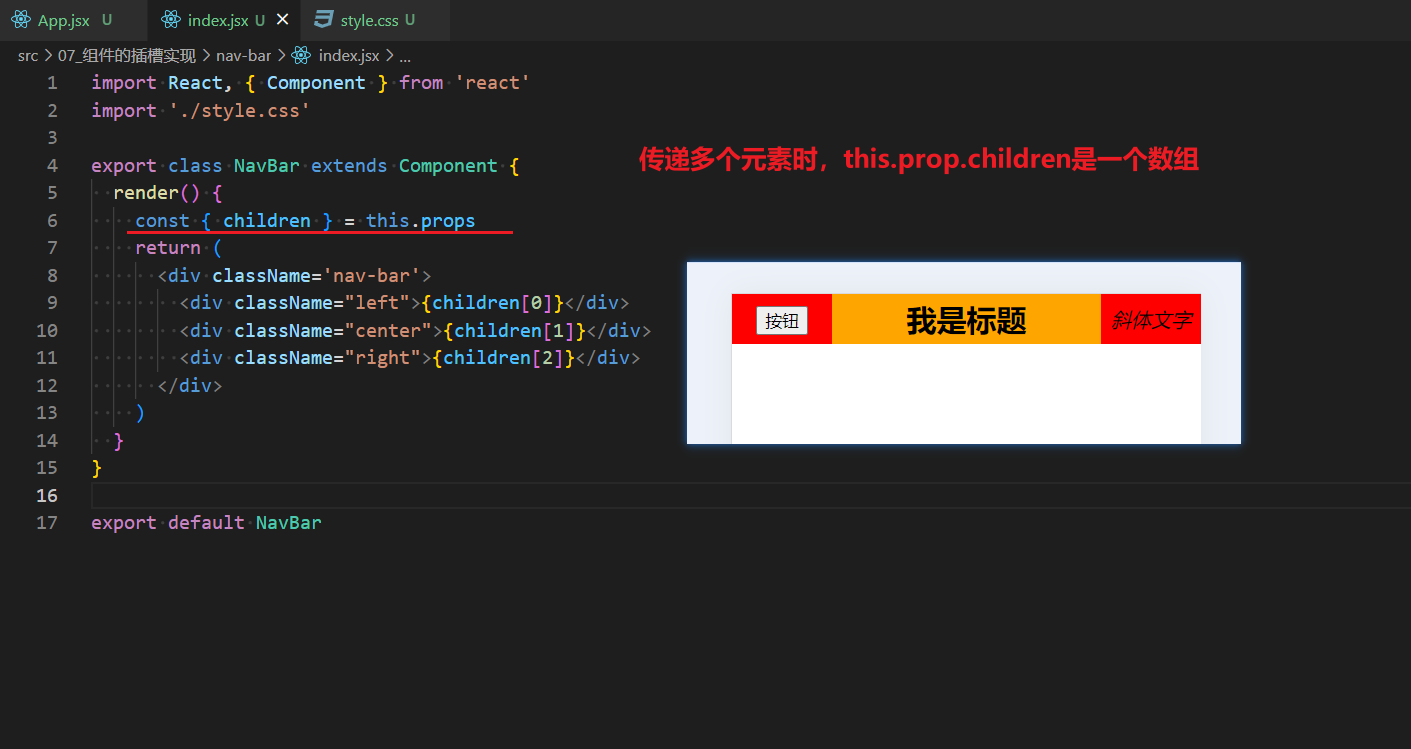 App.jsx U index.jsx U × style.css U
src > 07_组件的插槽实现 > nav-bar > index.jsx > ...
1 import React, { Component } from 'react'
2 import './style.css'
3
4 export class NavBar extends Component {
传递多个元素时，this.prop.children是一个数组
5 render() {
6 const { children } = this.props
7 return (
8 <div className='nav-bar'>
9 <div className="left">{children[0]}</div>
10 <div className="center">{children[1]}</div>
11 <div className="right">{children[2]}</div>
12 </div>
13 )
14 }
15 }
16
17 export default NavBar
按钮 我是标题 斜体文字